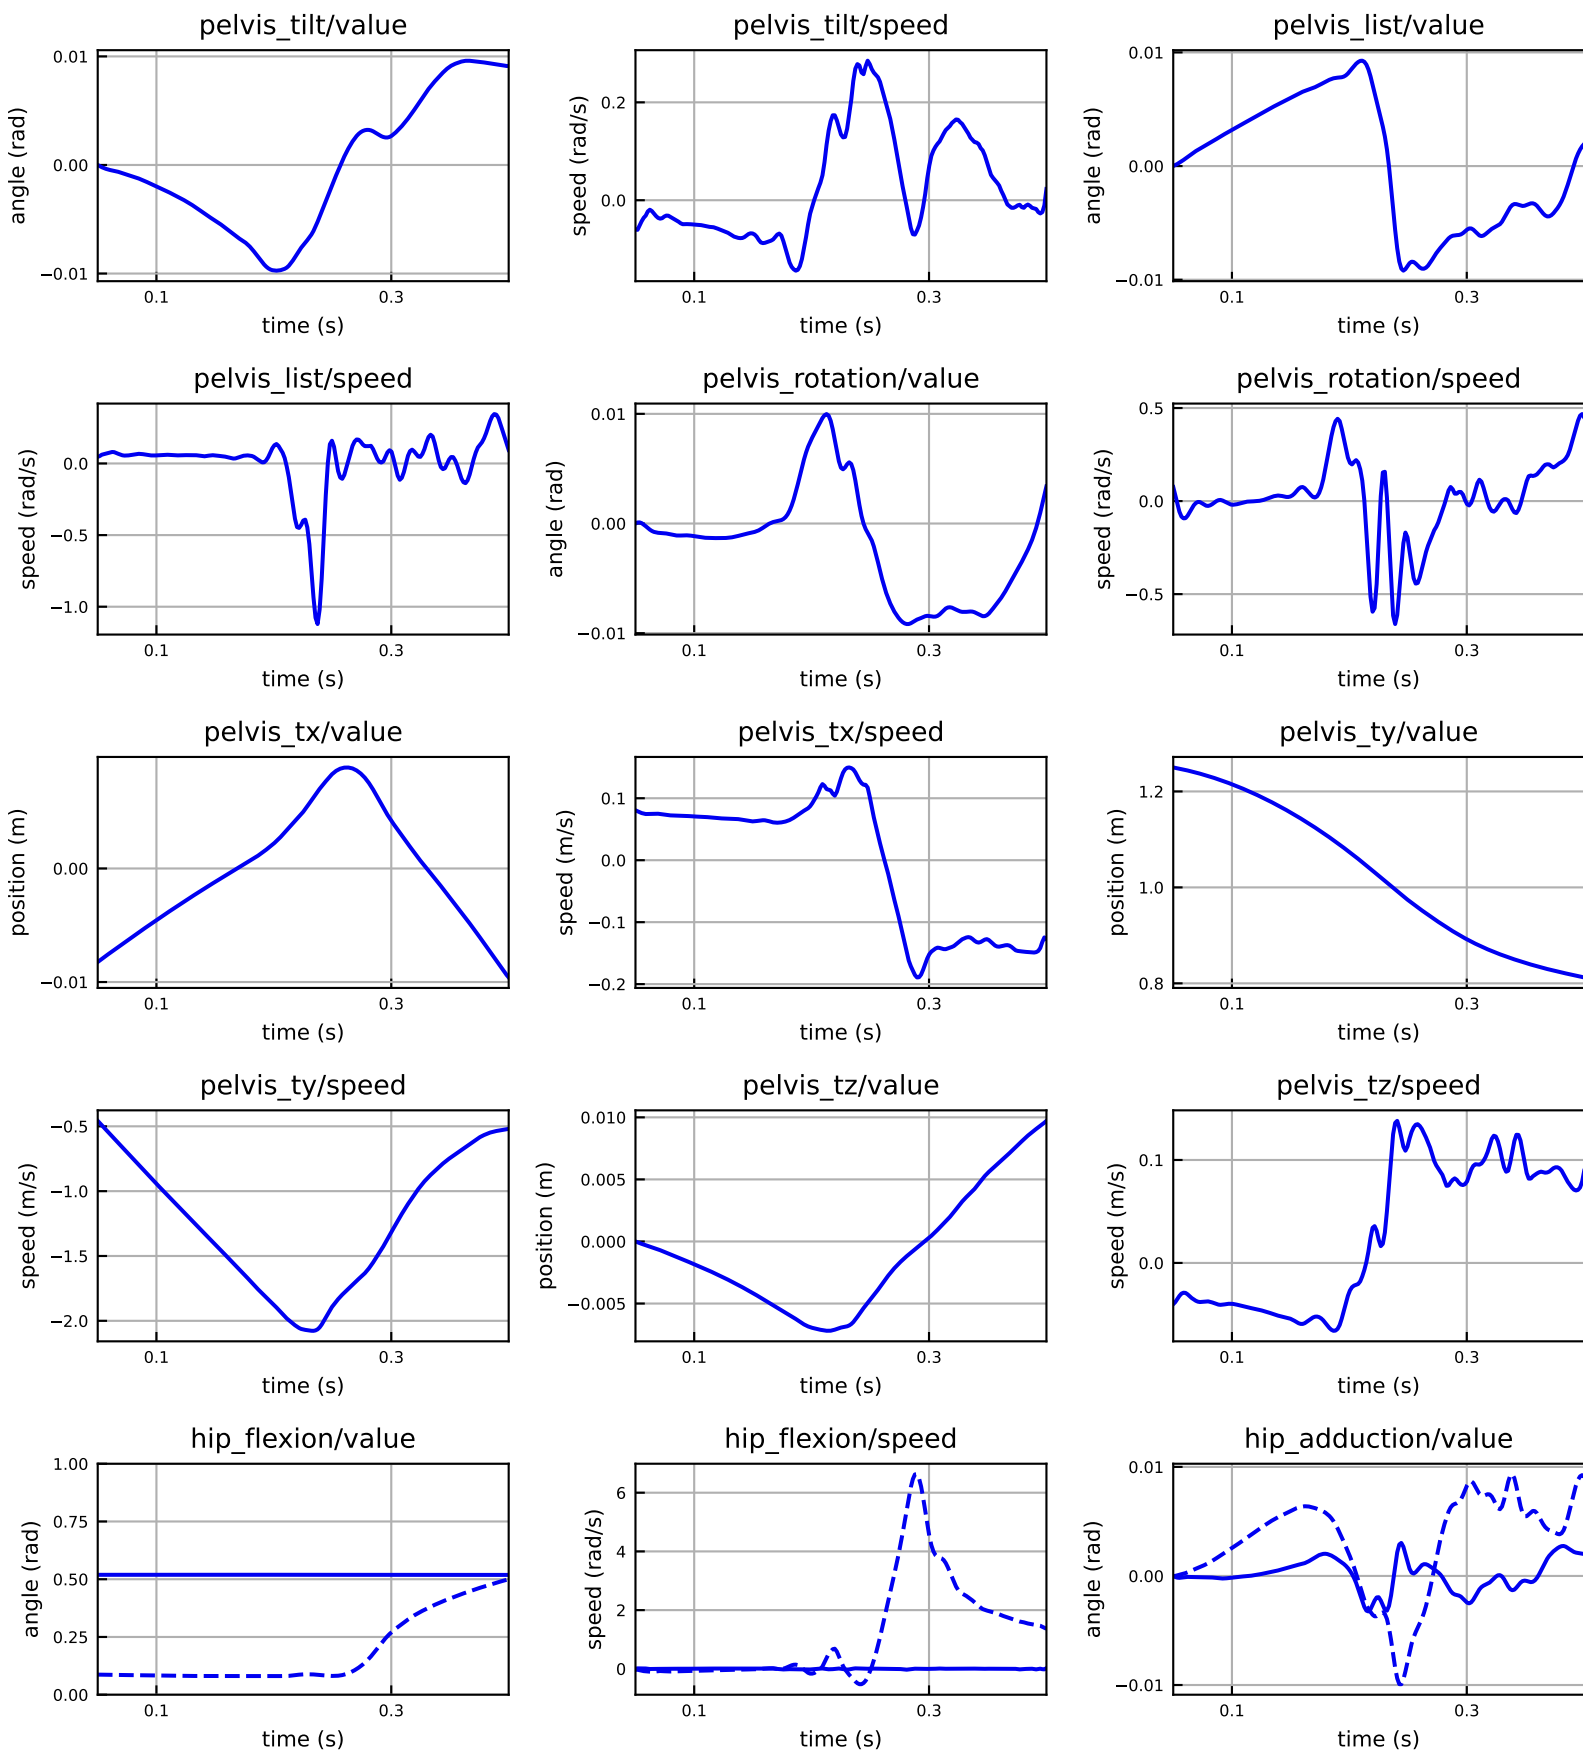 pelvis_tilt/value
pelvis_tilt/speed
pelvis_list/value
angle (rad)
0.01
0.00
−0.01
0.1
0.3
time (s)
speed (rad/s)
0.2
0.0
0.1
0.3
time (s)
angle (rad)
0.01
0.00
−0.01
0.1
0.3
time (s)
pelvis_list/speed
pelvis_rotation/value
pelvis_rotation/speed
speed (rad/s)
0.0
−0.5
−1.0
0.1
0.3
time (s)
angle (rad)
0.01
0.00
−0.01
0.1
0.3
time (s)
speed (rad/s)
0.5
0.0
−0.5
0.1
0.3
time (s)
pelvis_tx/value
pelvis_tx/speed
pelvis_ty/value
position (m)
0.00
−0.01
0.1
0.3
time (s)
speed (m/s)
0.1
0.0
−0.1
−0.2
0.1
0.3
time (s)
position (m)
1.2
1.0
0.8
0.1
0.3
time (s)
pelvis_ty/speed
pelvis_tz/value
pelvis_tz/speed
speed (m/s)
−0.5
−1.0
−1.5
−2.0
0.1
0.3
time (s)
position (m)
0.010
0.005
0.000
−0.005
0.1
0.3
time (s)
speed (m/s)
0.1
0.0
0.1
0.3
time (s)
hip_flexion/value
hip_flexion/speed
hip_adduction/value
angle (rad)
1.00
0.75
0.50
0.25
0.00
0.1
0.3
time (s)
speed (rad/s)
6
4
2
0
0.1
0.3
time (s)
angle (rad)
0.01
0.00
−0.01
0.1
0.3
time (s)